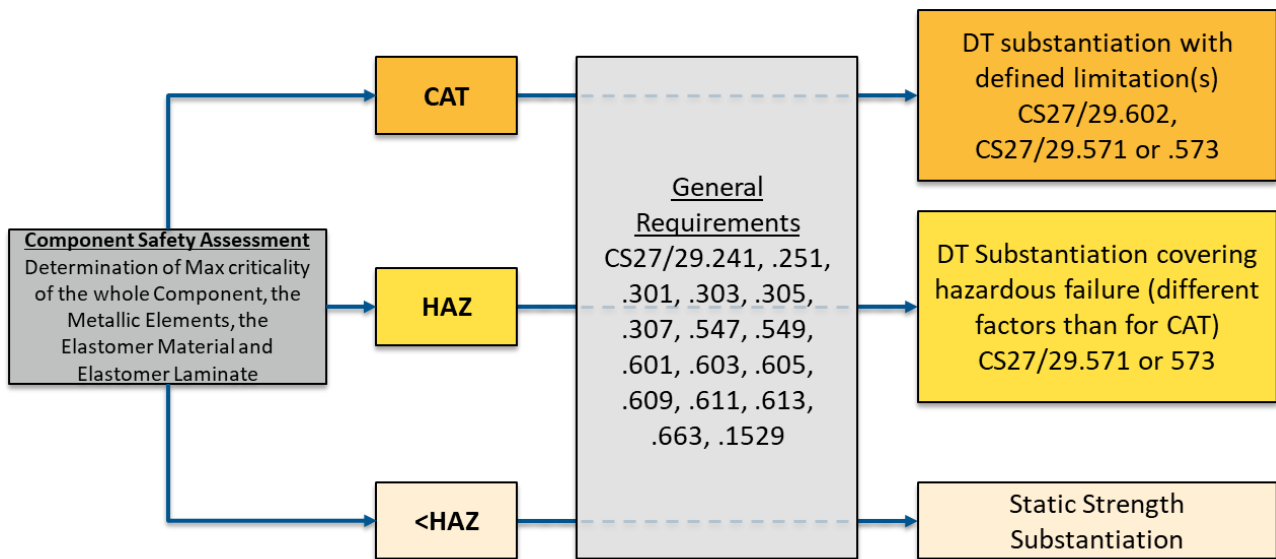 Component Safety Assessment
Determination of Max criticality
of the whole Component, the
Metallic Elements, the
Elastomer Material and
Elastomer Laminate
CAT
HAZ
<HAZ
General
Requirements
CS27/29.241, .251,
.301, .303, .305,
.307, .547, .549,
.601, .603, .605,
.609, .611, .613,
.663, .1529
DT substantiation with
defined limitation(s)
CS27/29.602,
CS27/29.571 or .573
DT Substantiation covering
hazardous failure (different
factors than for CAT)
CS27/29.571 or 573
Static Strength
Substantiation